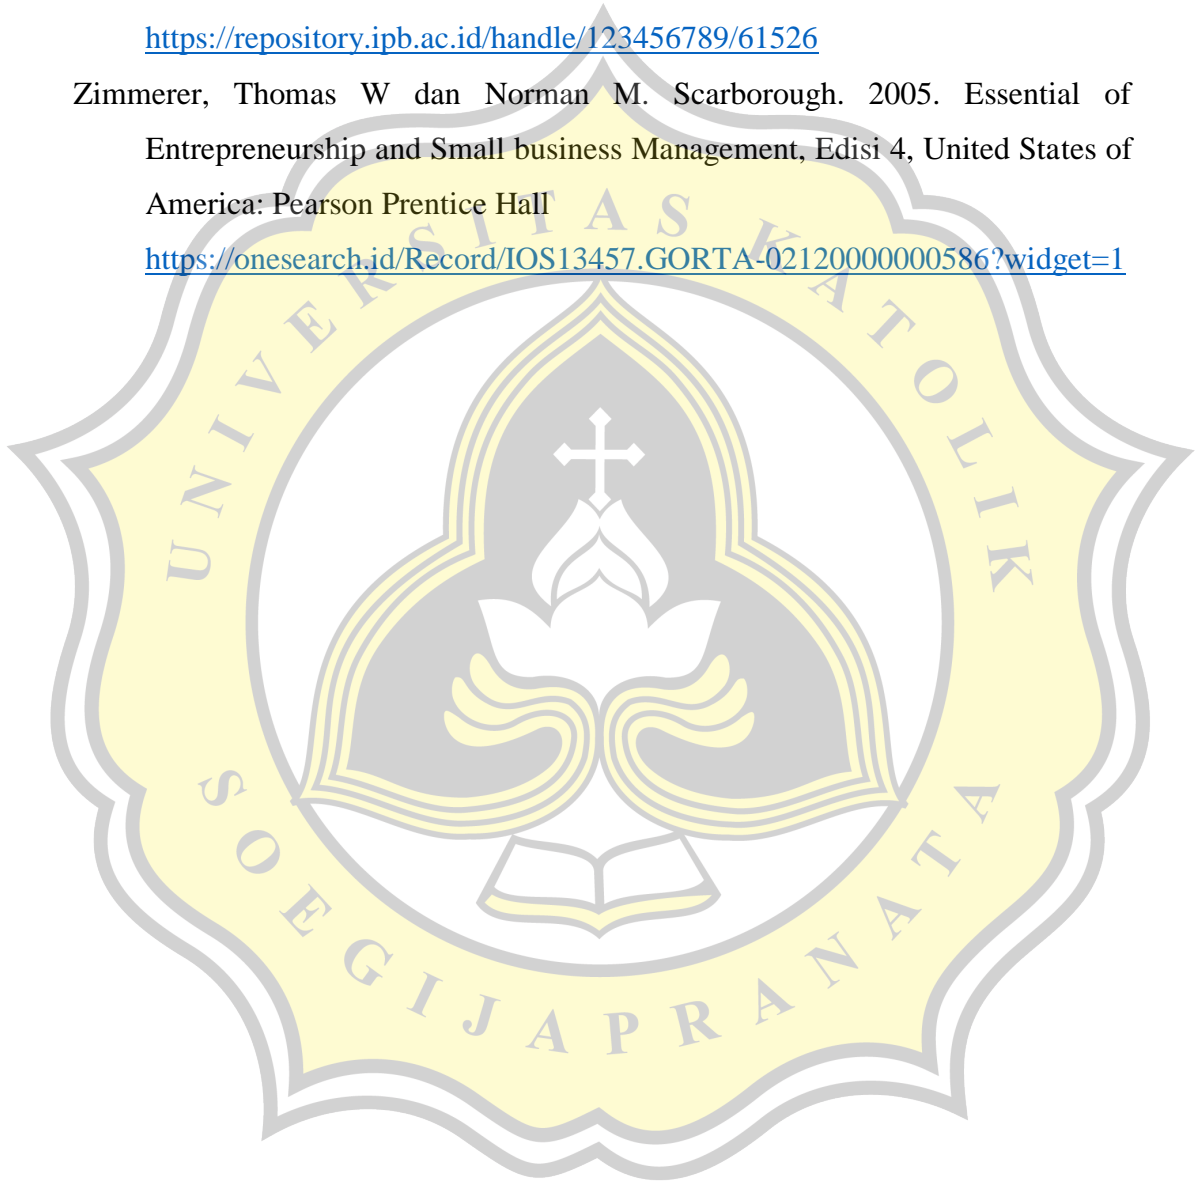 https://repository.ipb.ac.id/handle/123456789/61526
Zimmerer, Thomas W dan Norman M. Scarborough. 2005. Essential of
Entrepreneurship and Small business Management, Edisi 4, United States of
America: Pearson Prentice Hall
https://onesearch.id/Record/IOS13457.GORTA-02120000000586?widget=1
UNIVERSITAS KATOLIK
SOEGIJAPRANATA